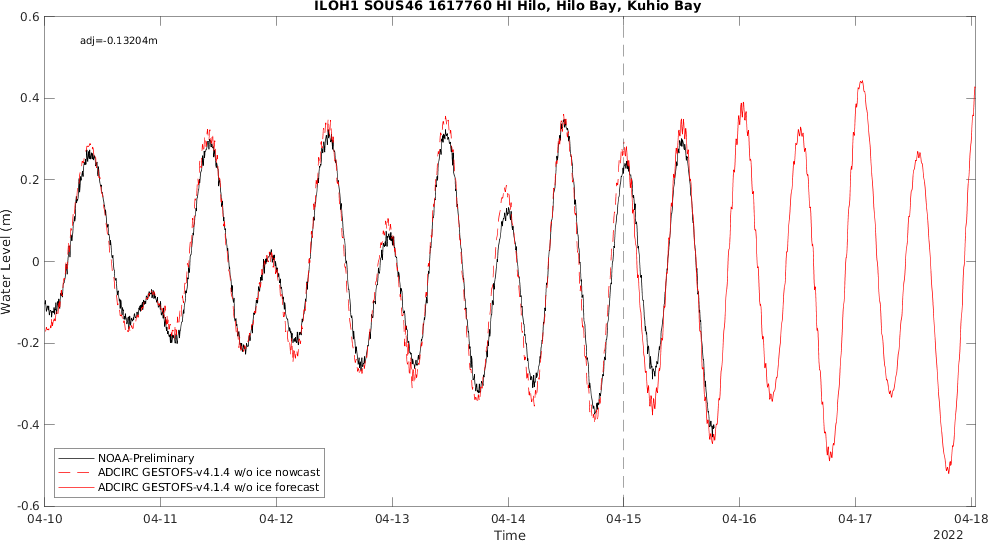 ILOH1 SOUS46 1617760 HI Hilo, Hilo Bay, Kuhio Bay
adj=-0.13204m
0.6
0.4
0.2
0
-0.2
-0.4
-0.6
Water Level (m)
NOAA-Preliminary
ADCIRC GESTOFS-v4.1.4 w/o ice nowcast
ADCIRC GESTOFS-v4.1.4 w/o ice forecast
04-10 04-11 04-12 04-13 04-14 04-15 04-16 04-17 04-18
Time
2022